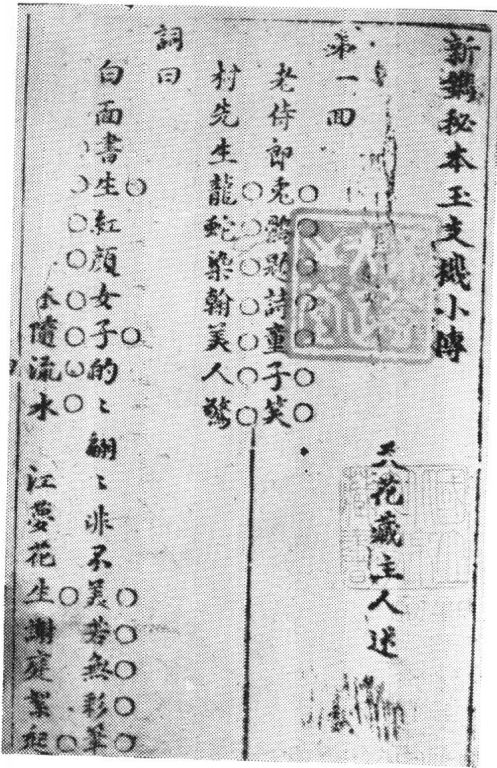 新鐫秘本玉支璣小傳
天花藏主人述
第一回
老侍郎兎題詩童子笑
村先生龍蛇染翰美人驚
詞曰
白面書生紅顏女子的〻翩〻非不美若無彩筆
隨流水 江夢花生謝庭絮起